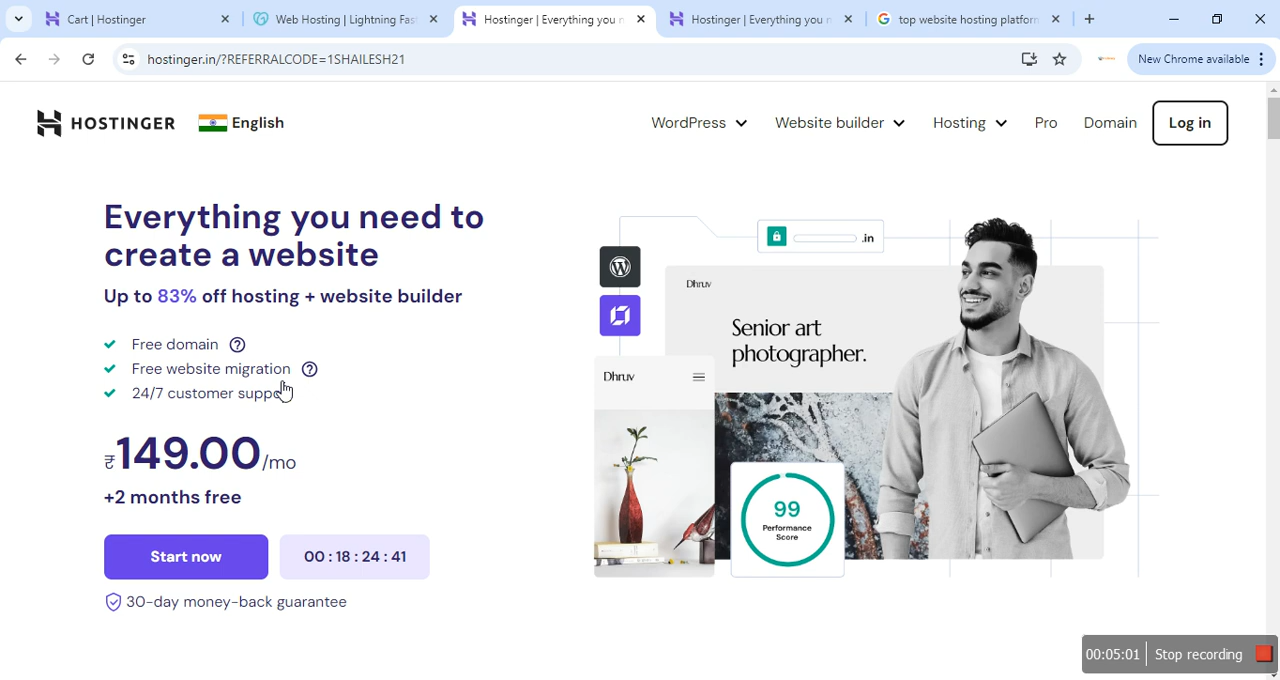 Cart | Hostinger
Web Hosting | Lightning Fas
Hostinger | Everything you n
Hostinger | Everything you n
top website hosting platform
hostinger.in/?REFERRALCODE=1SHAILESH21
New Chrome available
HOSTINGER
English
WordPress
Website builder
Hosting
Pro
Domain
Log in
Everything you need to
create a website
Up to 83% off hosting + website builder
Free domain
Free website migration
24/7 customer suppo
₹149.00/mo
+2 months free
Start now
00 : 18 : 24 : 41
30-day money-back guarantee
.in
Dhruv
Senior art
photographer.
Dhruv
99
Performance
Score
00:05:01
Stop recording